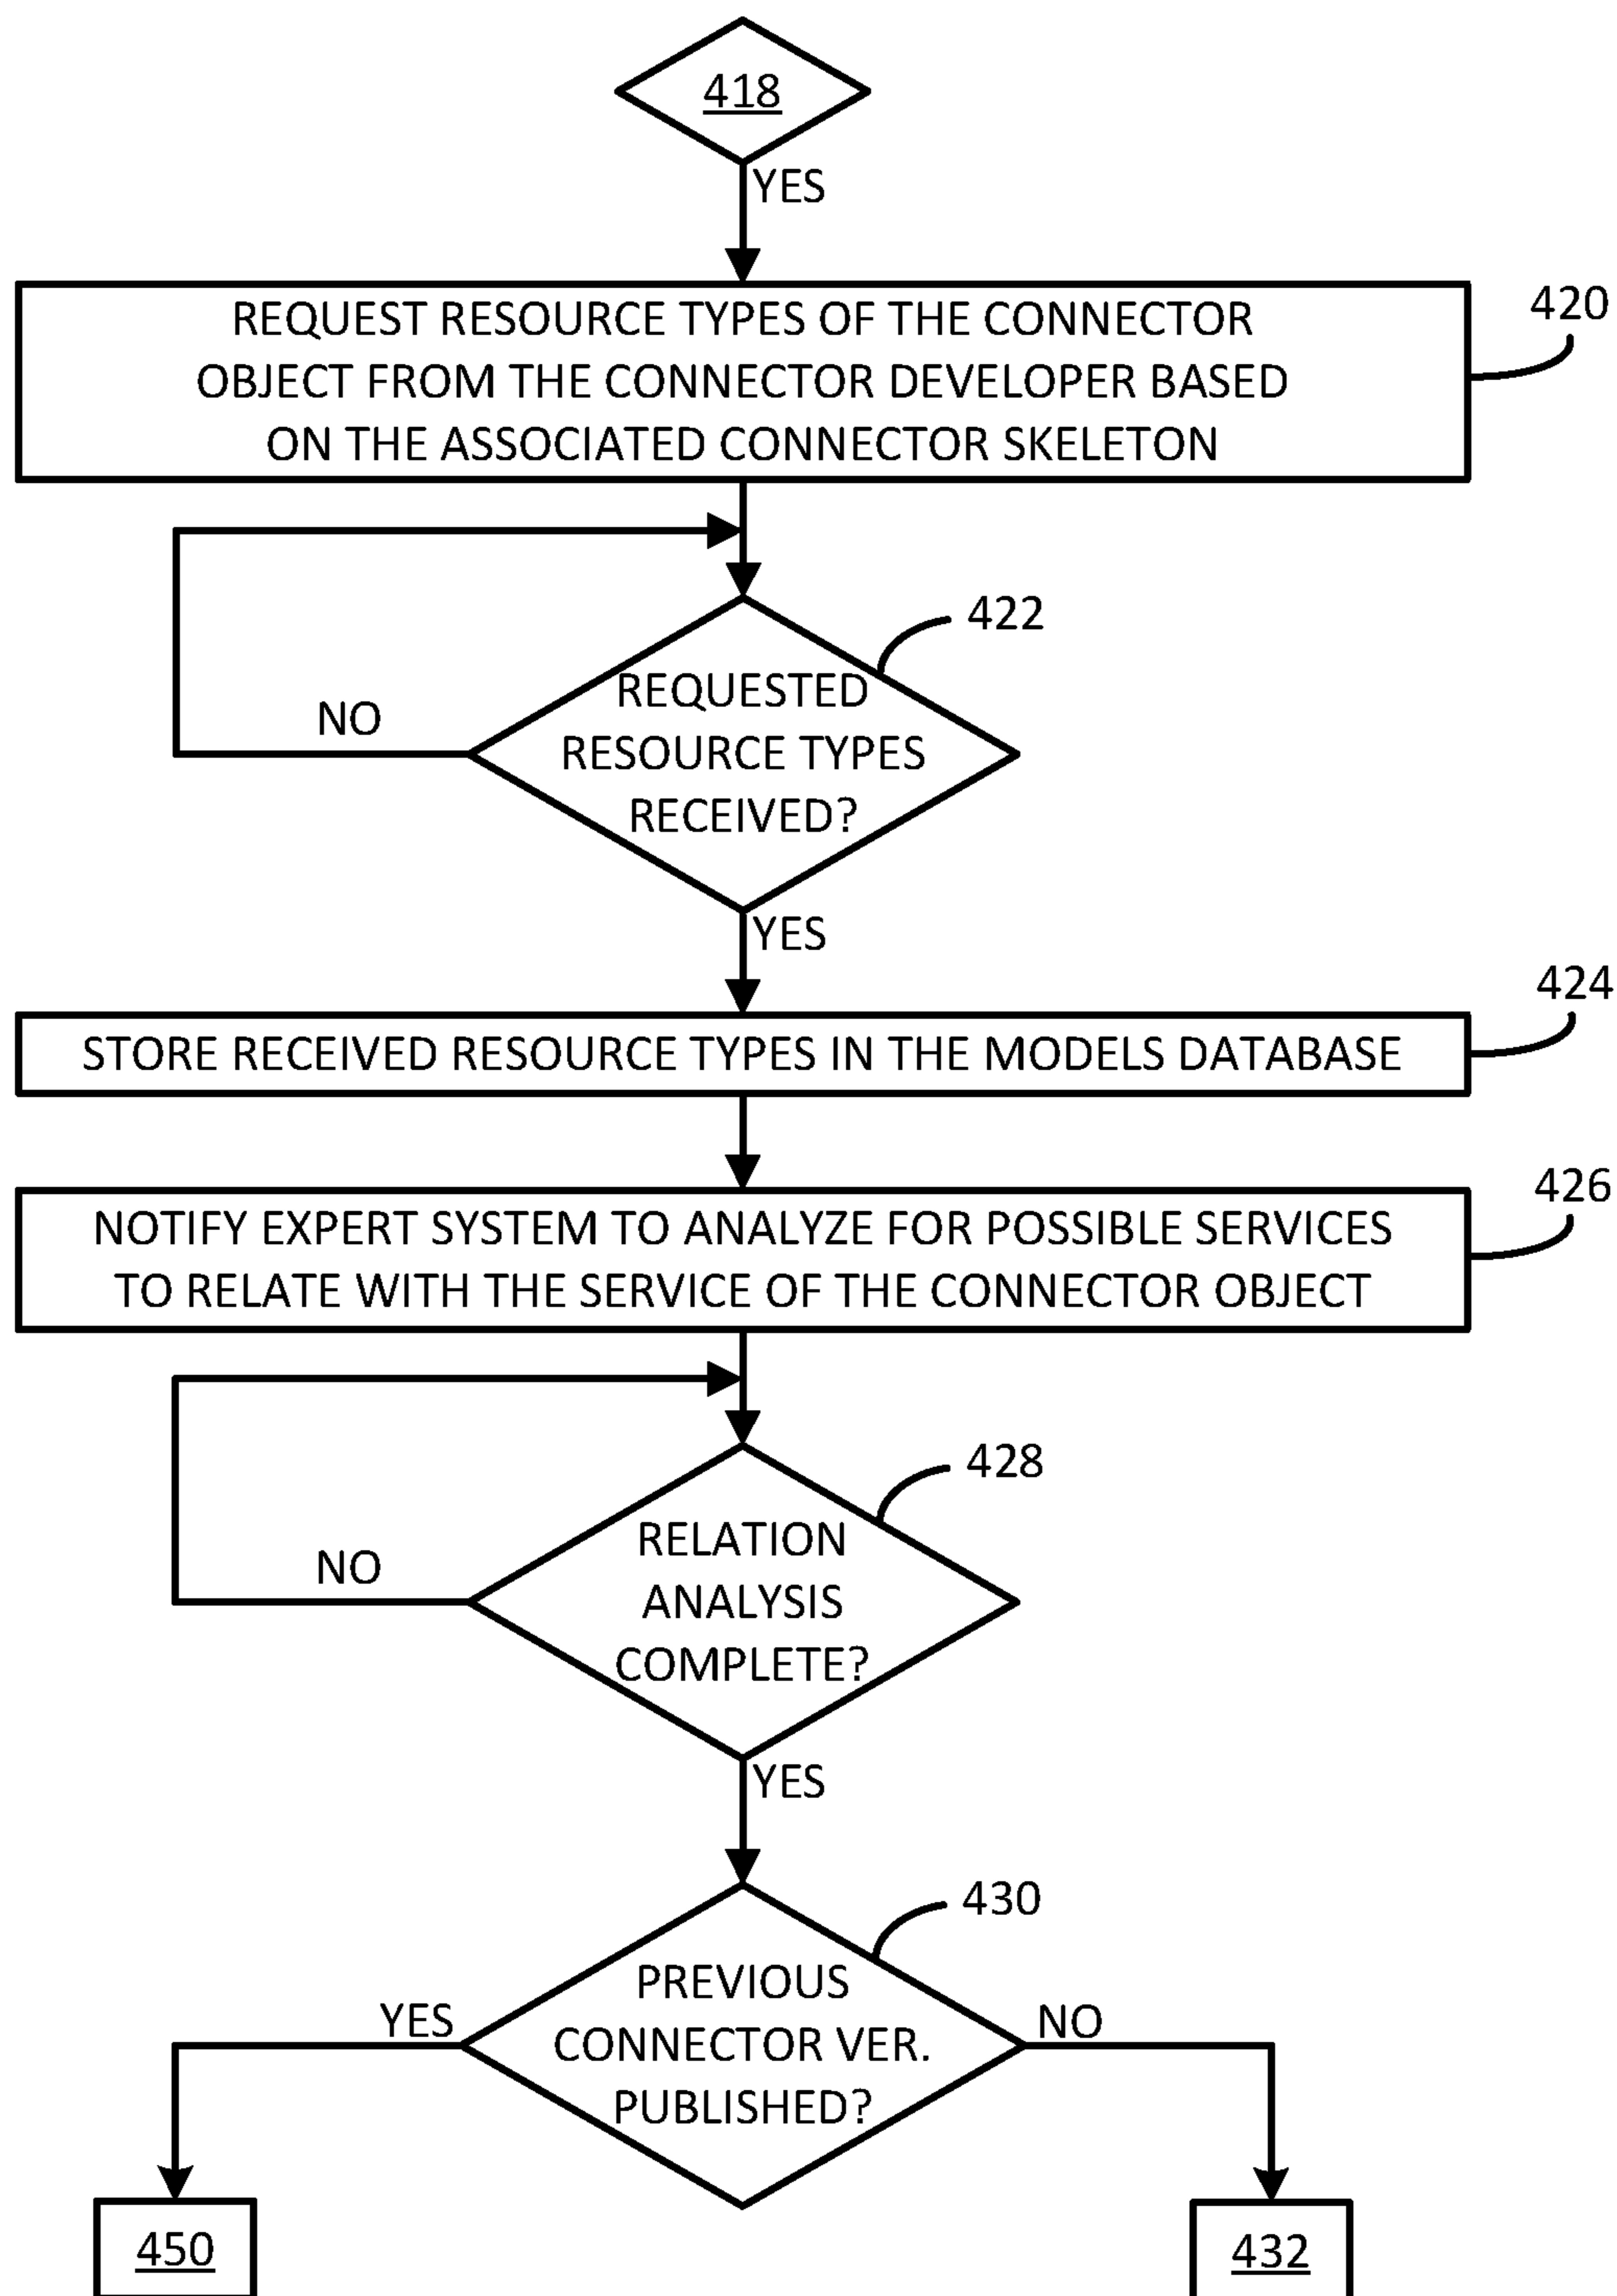 418
YES
REQUEST RESOURCE TYPES OF THE CONNECTOR
OBJECT FROM THE CONNECTOR DEVELOPER BASED
ON THE ASSOCIATED CONNECTOR SKELETON
420
422
REQUESTED
RESOURCE TYPES
RECEIVED?
NO
YES
424
STORE RECEIVED RESOURCE TYPES IN THE MODELS DATABASE
426
NOTIFY EXPERT SYSTEM TO ANALYZE FOR POSSIBLE SERVICES
TO RELATE WITH THE SERVICE OF THE CONNECTOR OBJECT
428
RELATION
ANALYSIS
COMPLETE?
NO
YES
430
PREVIOUS
CONNECTOR VER.
PUBLISHED?
YES
NO
450
432